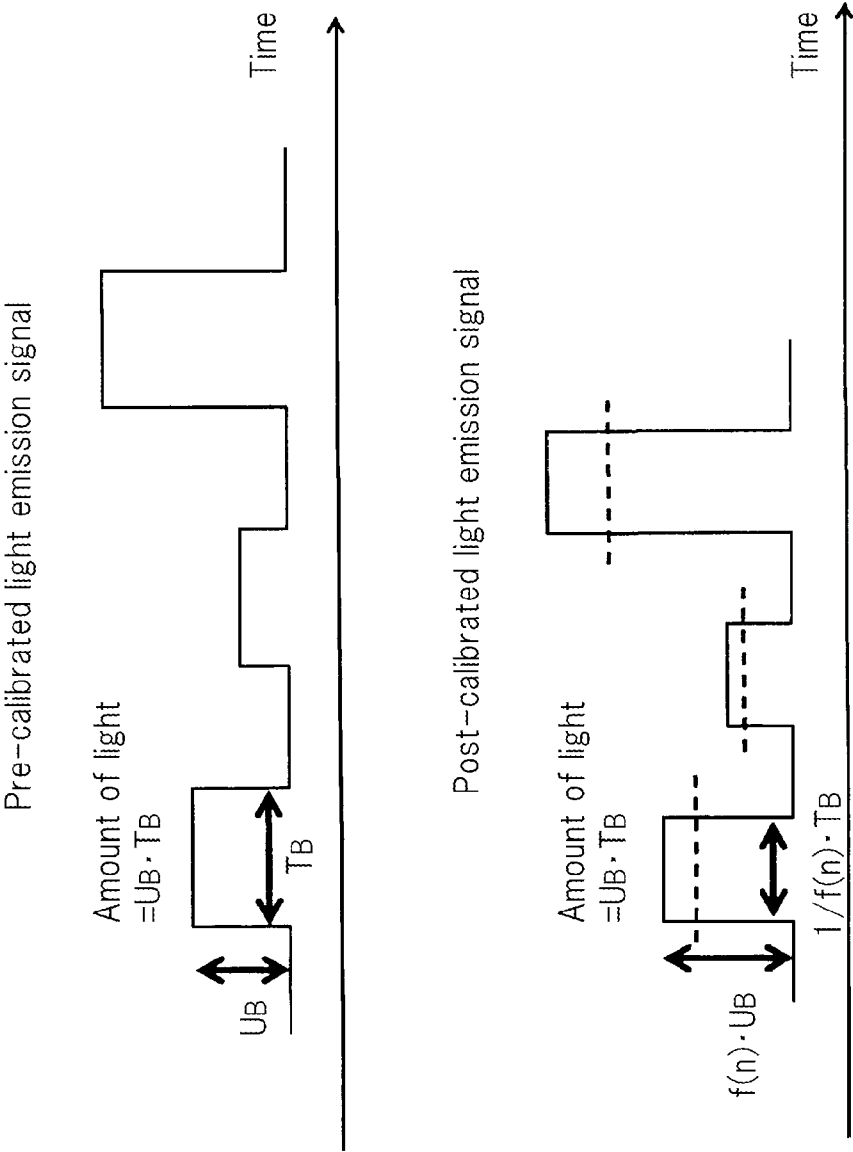 Pre-calibrated light emission signal
Amount of light
=UB·TB
UB
TB
Time
Post-calibrated light emission signal
Amount of light
=UB·TB
f(n)·UB
1/f(n)·TB
Time